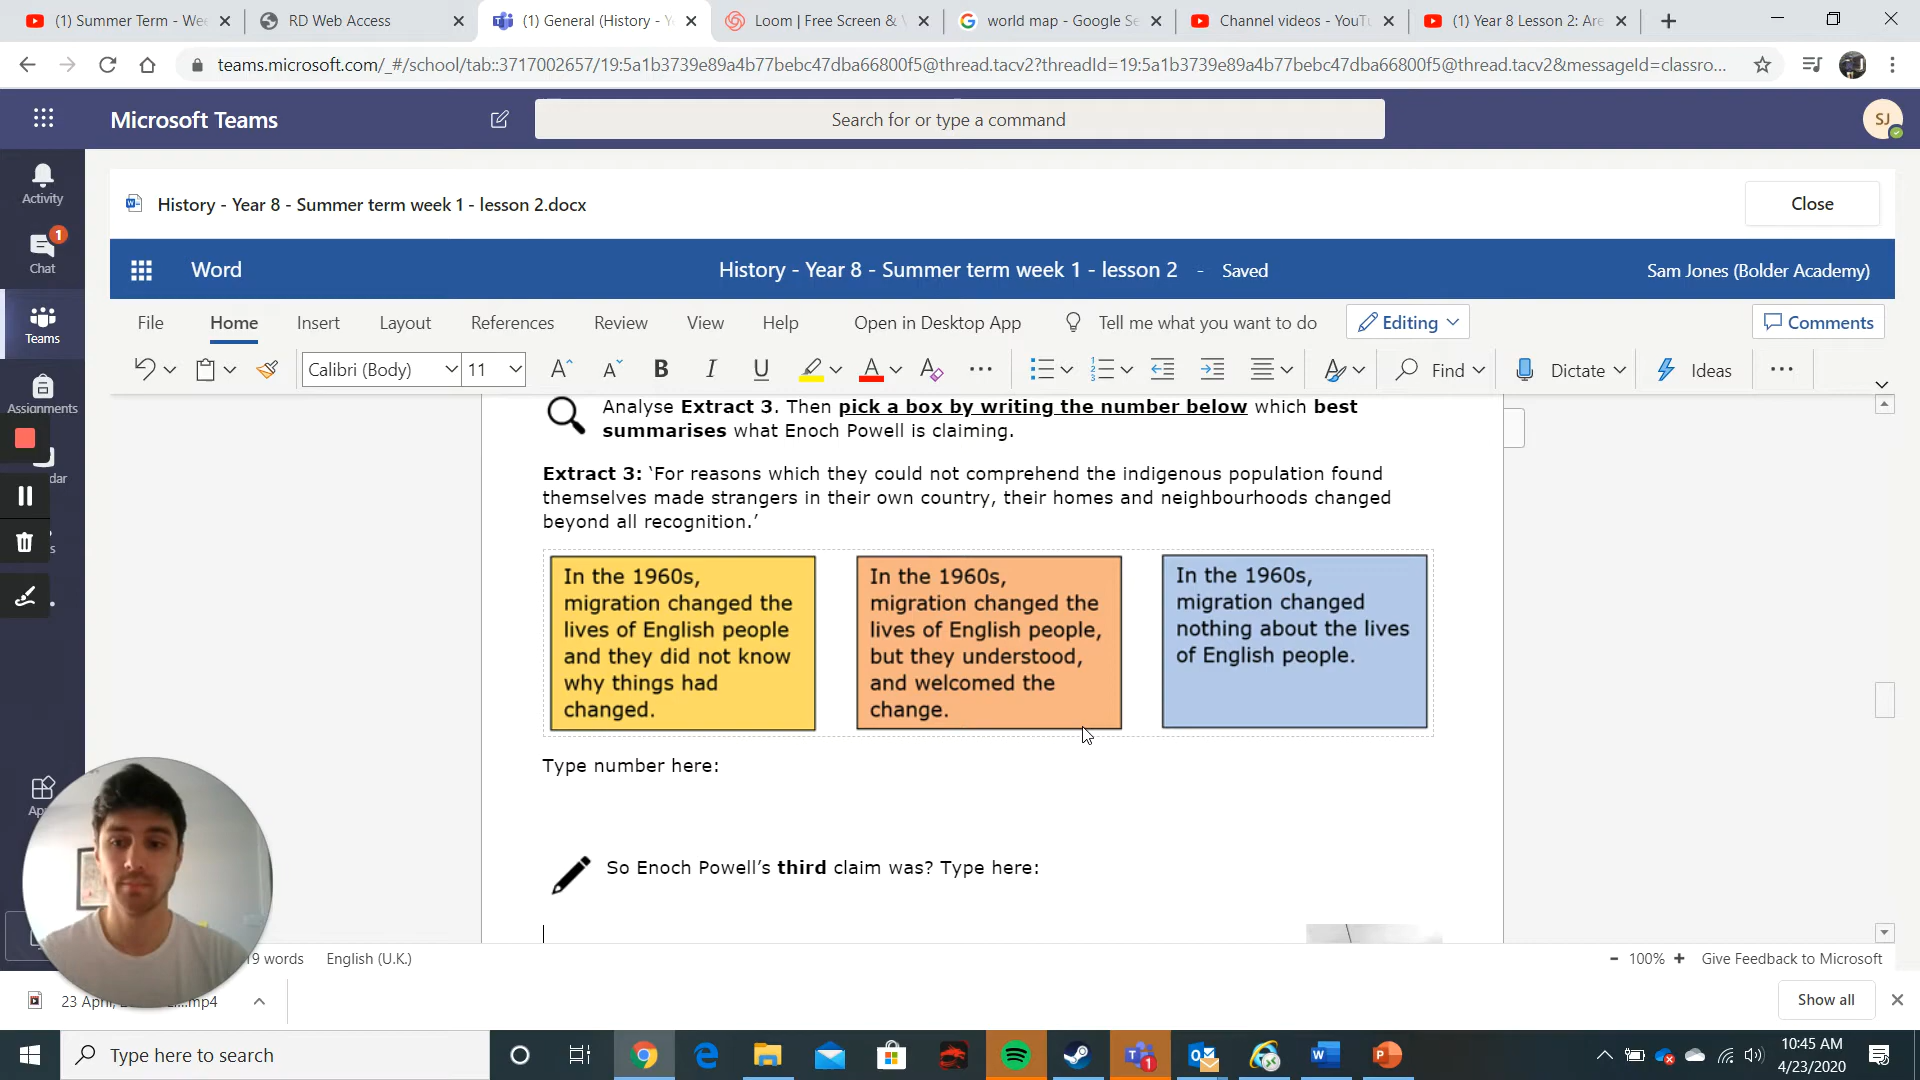 (1) Summer Term - We
RD Web Access
(1) General (History - Y
Loom | Free Screen &
world map - Google Se
Channel videos - YouTu
(1) Year 8 Lesson 2: Are
teams.microsoft.com/_#/school/tab::3717002657/19:5a1b3739e89a4b77bebc47dba66800f5@thread.tacv2?threadId=19:5a1b3739e89a4b77bebc47dba66800f5@thread.tacv2&messageId=classro...
Microsoft Teams
Search for or type a command
SJ
Activity
1
Chat
Teams
Assignments
History - Year 8 - Summer term week 1 - lesson 2.docx
Close
Word
History - Year 8 - Summer term week 1 - lesson 2 - Saved
Sam Jones (Bolder Academy)
File
Home
Insert
Layout
References
Review
View
Help
Open in Desktop App
Tell me what you want to do
Editing
Comments
Calibri (Body)
11
Find
Dictate
Ideas
Analyse Extract 3. Then pick a box by writing the number below which best
summarises what Enoch Powell is claiming.
Extract 3: ‘For reasons which they could not comprehend the indigenous population found
themselves made strangers in their own country, their homes and neighbourhoods changed
beyond all recognition.’
In the 1960s,
migration changed the
lives of English people
and they did not know
why things had
changed.
In the 1960s,
migration changed the
lives of English people,
but they understood,
and welcomed the
change.
In the 1960s,
migration changed
nothing about the lives
of English people.
Type number here:
So Enoch Powell’s third claim was? Type here:
19 words
English (U.K.)
- 100% +
Give Feedback to Microsoft
23 April
mp4
Show all
Type here to search
10:45 AM
4/23/2020